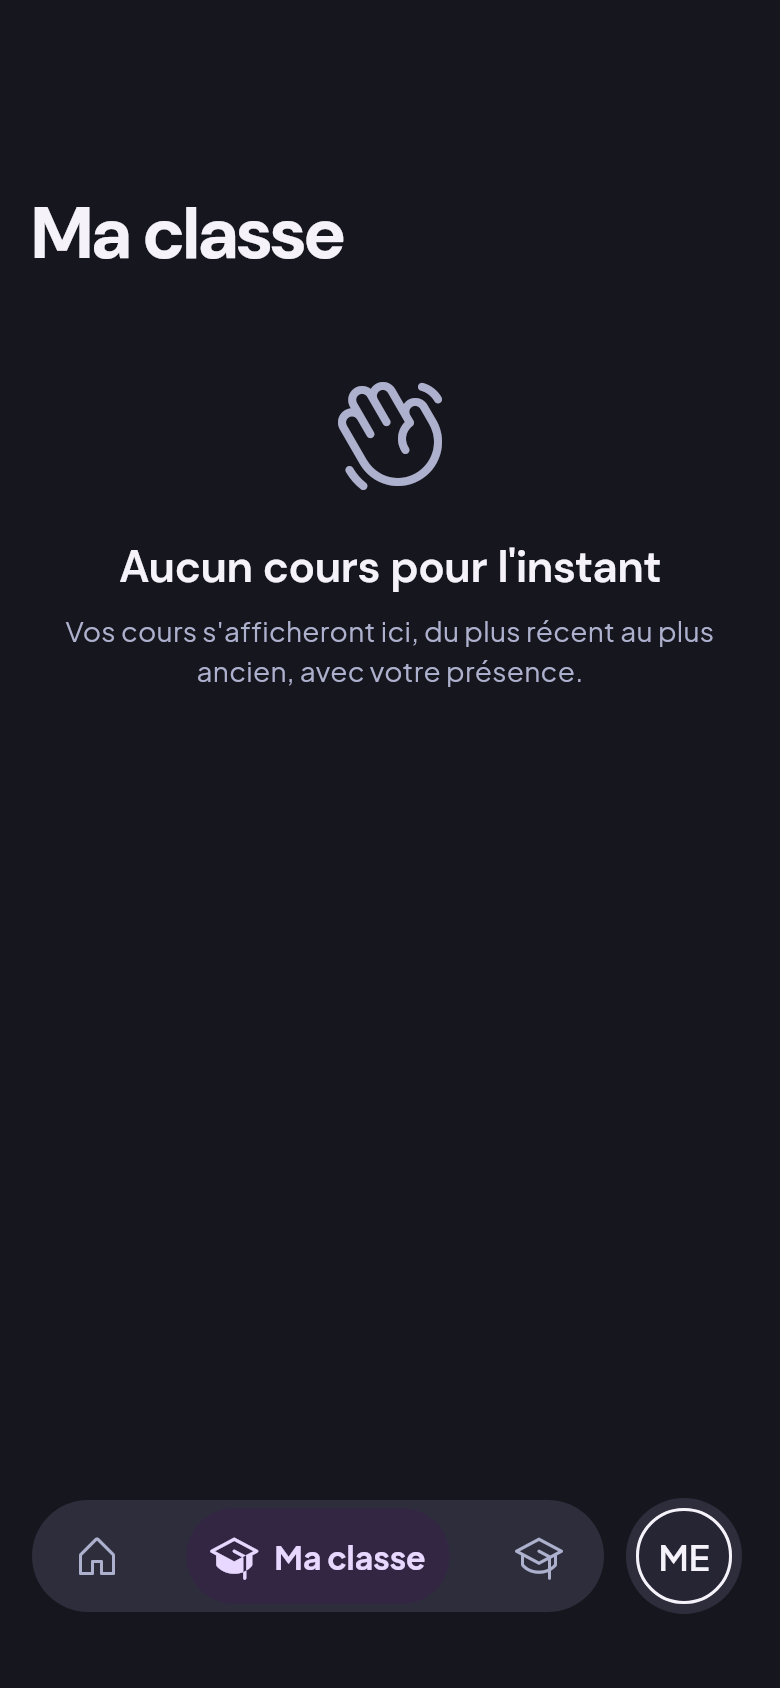 Ma classe
Aucun cours pour l'instant
Vos cours s'afficheront ici, du plus récent au plus
ancien, avec votre présence.
Ma classe
ME